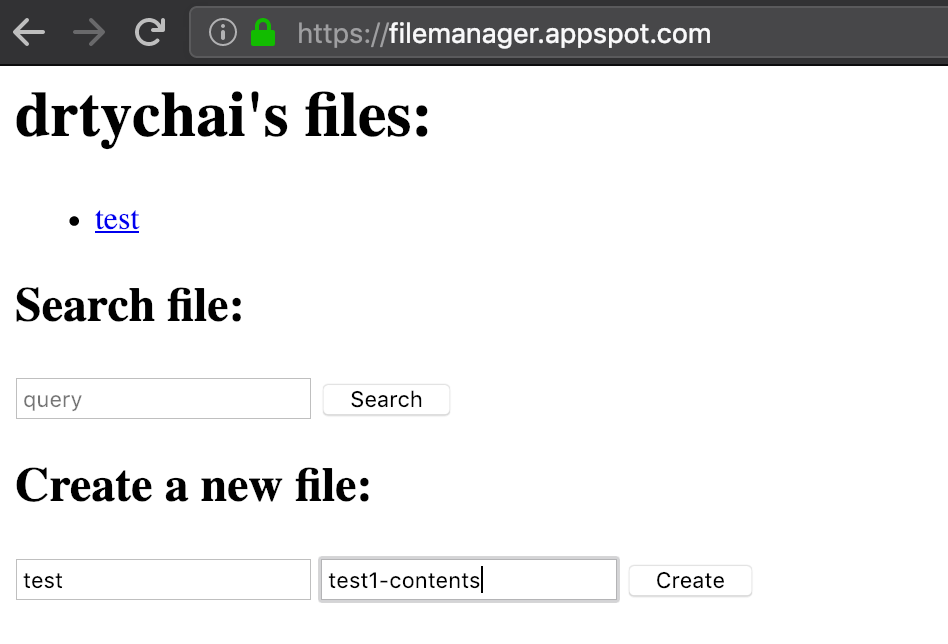 https://filemanager.appspot.com
drtychai's files:
test
Search file:
query Search
Create a new file:
test test1-contents Create